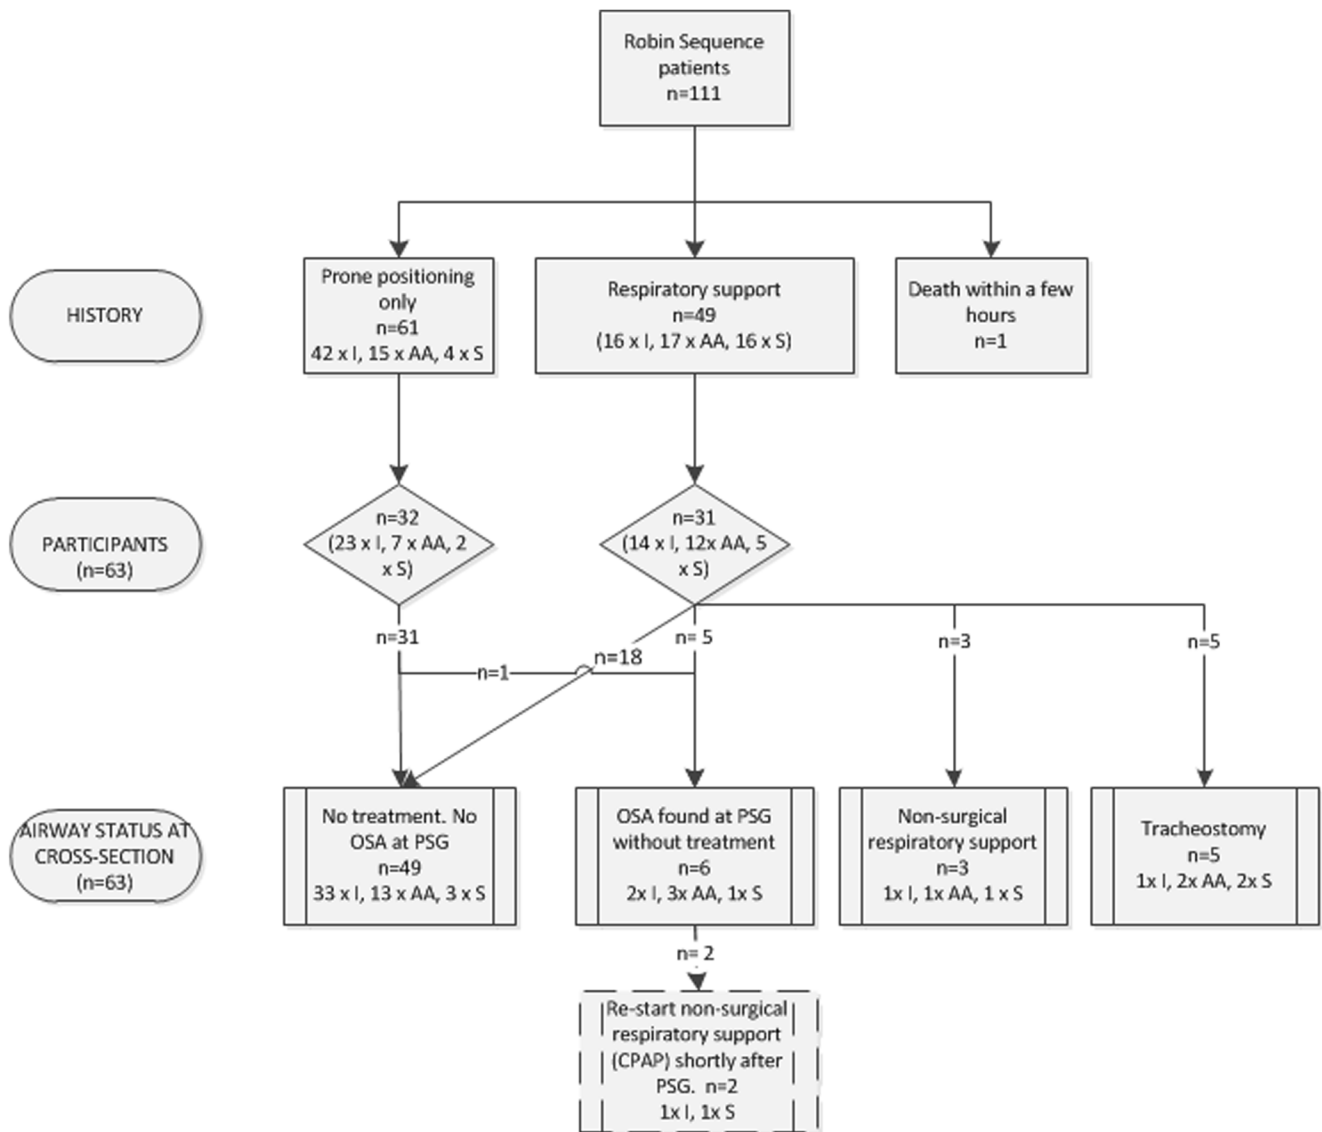 Robin Sequence
patients
n=111
HISTORY
Prone positioning
only
n=61
42 x I, 15 x AA, 4 x S
Respiratory support
n=49
(16 x I, 17 x AA, 16 x S)
Death within a few
hours
n=1
PARTICIPANTS
(n=63)
n=32
(23 x I, 7 x AA, 2
x S)
n=31
(14 x I, 12x AA, 5
x S)
n=31
n=1
n=18
n= 5
n=3
n=5
AIRWAY STATUS AT
CROSS-SECTION
(n=63)
No treatment. No
OSA at PSG
n=49
33 x I, 13 x AA, 3 x S
OSA found at PSG
without treatment
n=6
2x I, 3x AA, 1x S
Non-surgical
respiratory support
n=3
1x I, 1x AA, 1 x S
Tracheostomy
n=5
1x I, 2x AA, 2x S
n= 2
Re-start non-surgical
respiratory support
(CPAP) shortly after
PSG. n=2
1x I, 1x S